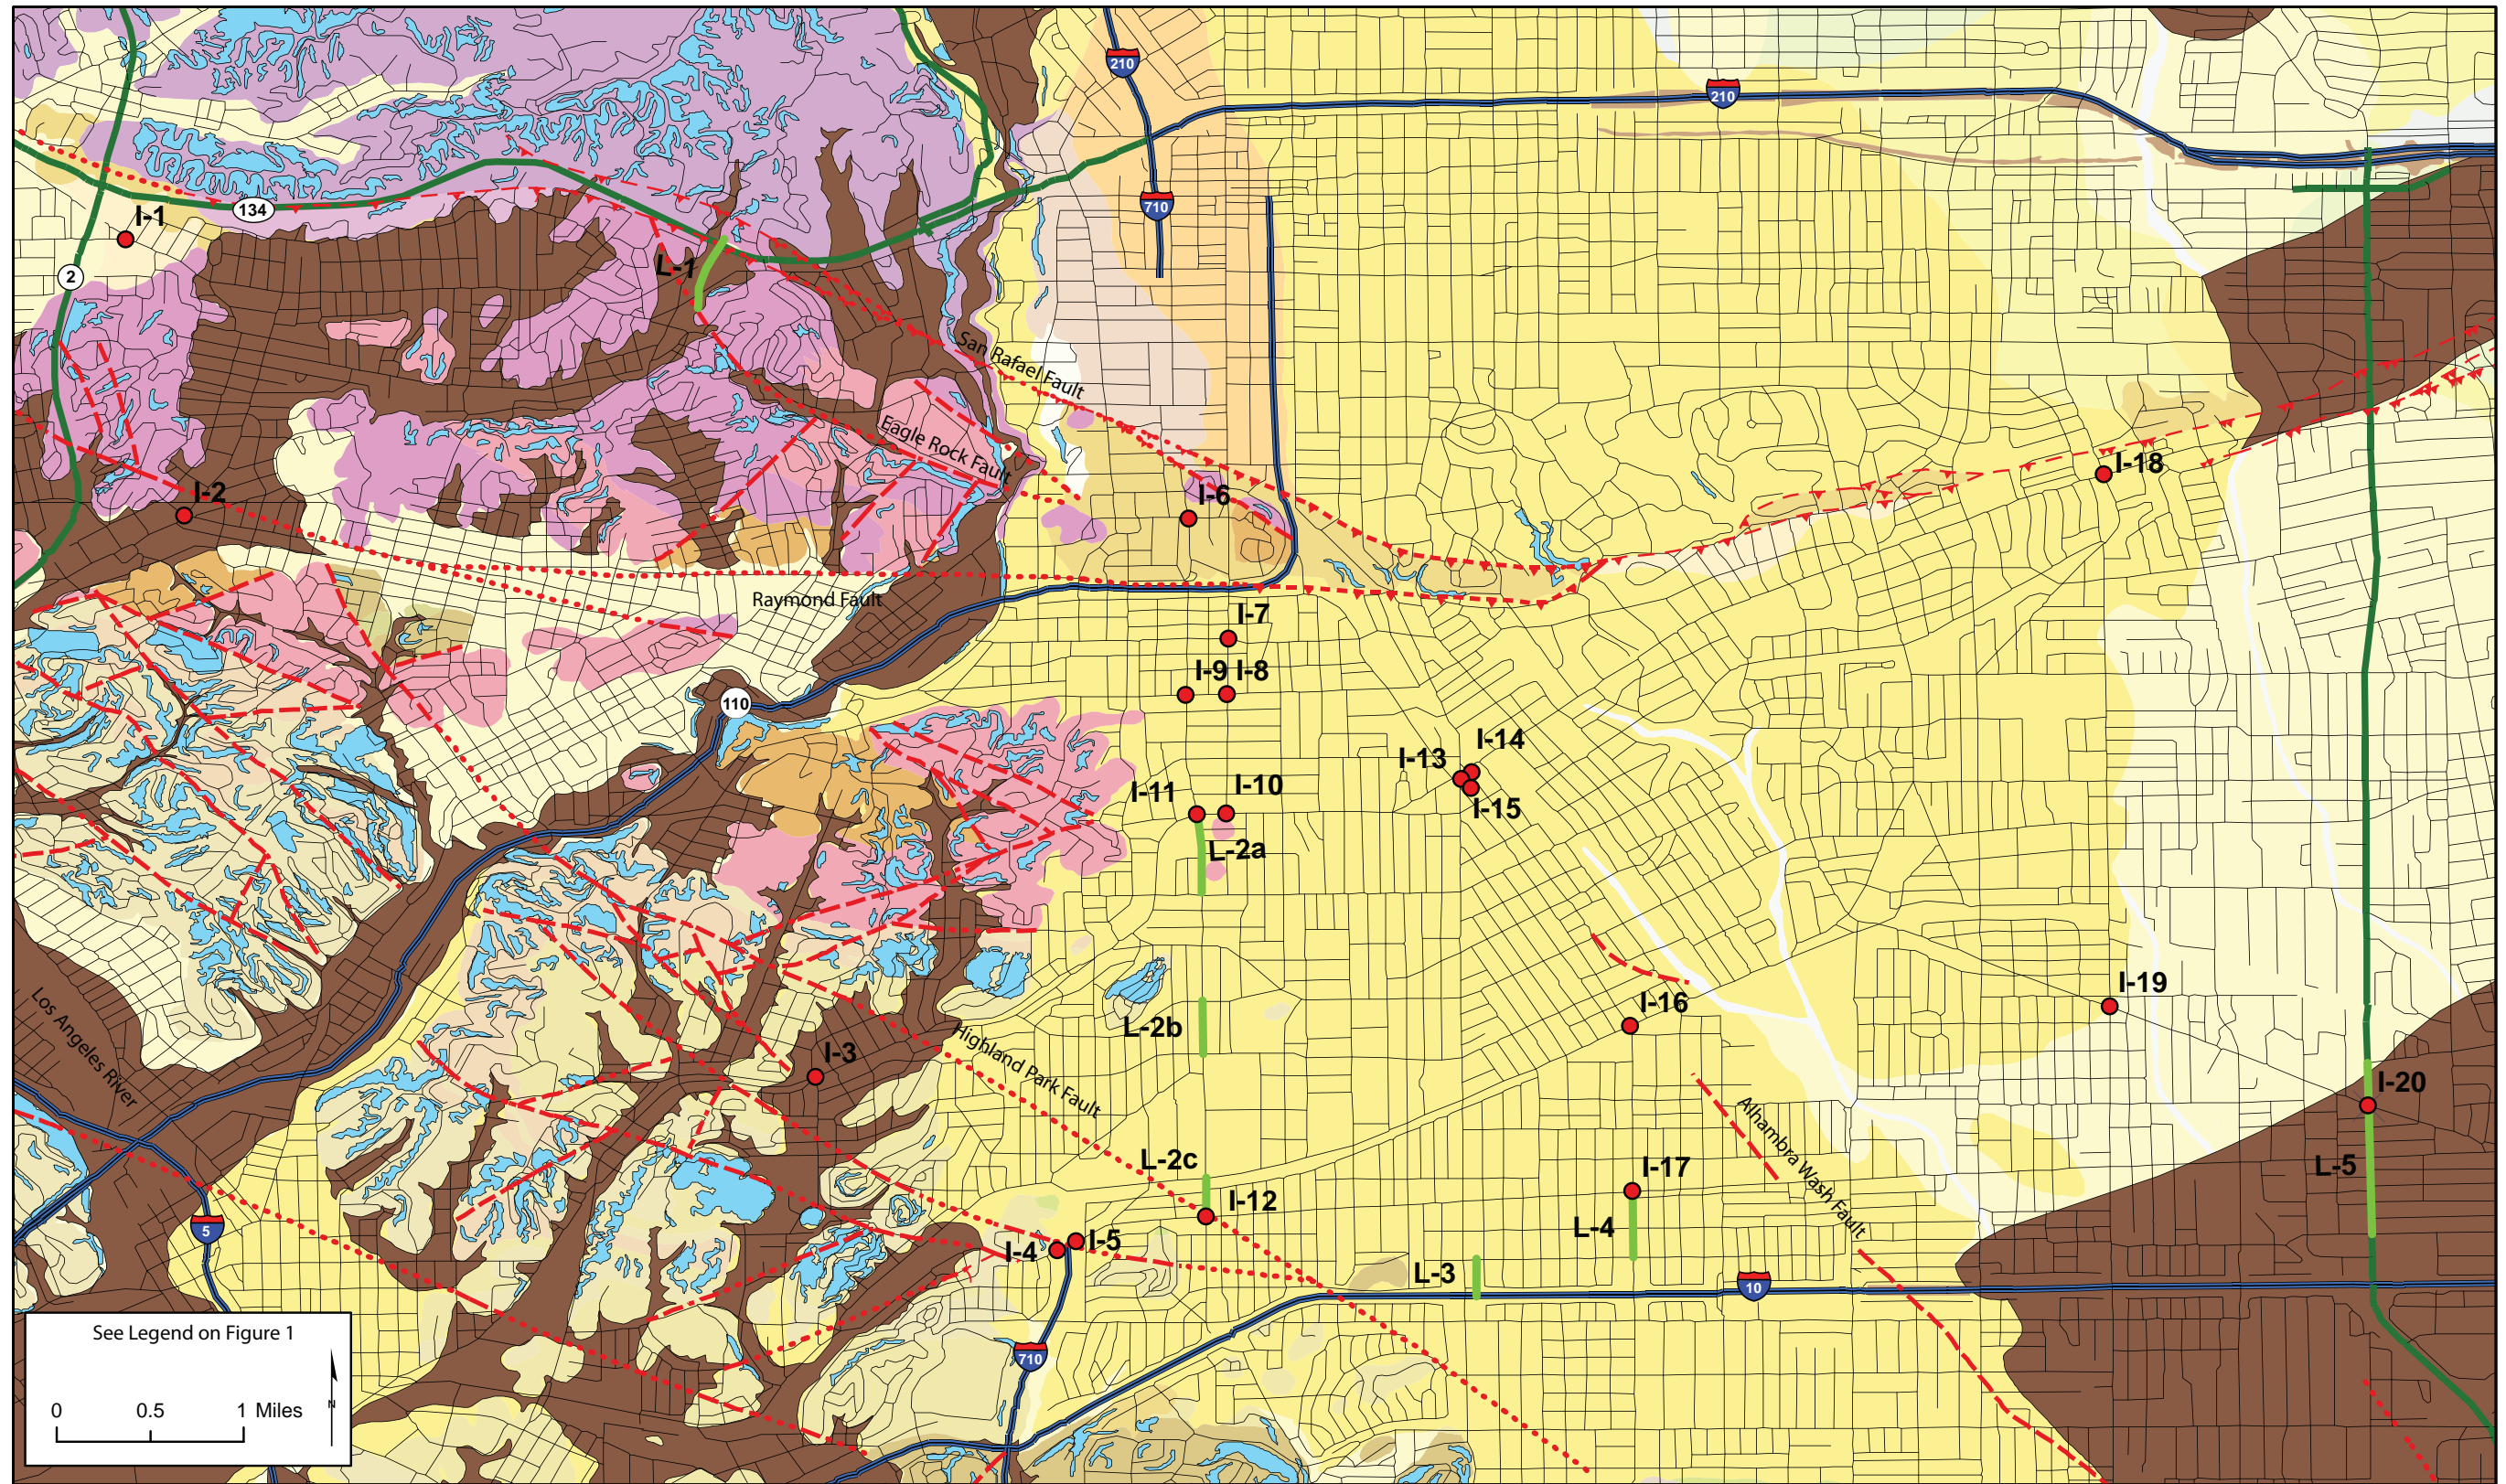 210
210
134
I-1
710
L-1
2
San Rafael Fault
Eagle Rock Fault
I-18
I-2
I-6
Raymond Fault
I-7
I-9
I-8
110
I-14
I-13
I-10
I-11
I-15
L-2a
I-19
Los Angeles River
I-16
L-2b
Highland Park Fault
I-3
I-20
Alhambra Wash Fault
L-2c
I-17
L-5
I-12
5
L-4
I-4
I-5
L-3
10
See Legend on Figure 1
710
N
0 0.5 1 Miles